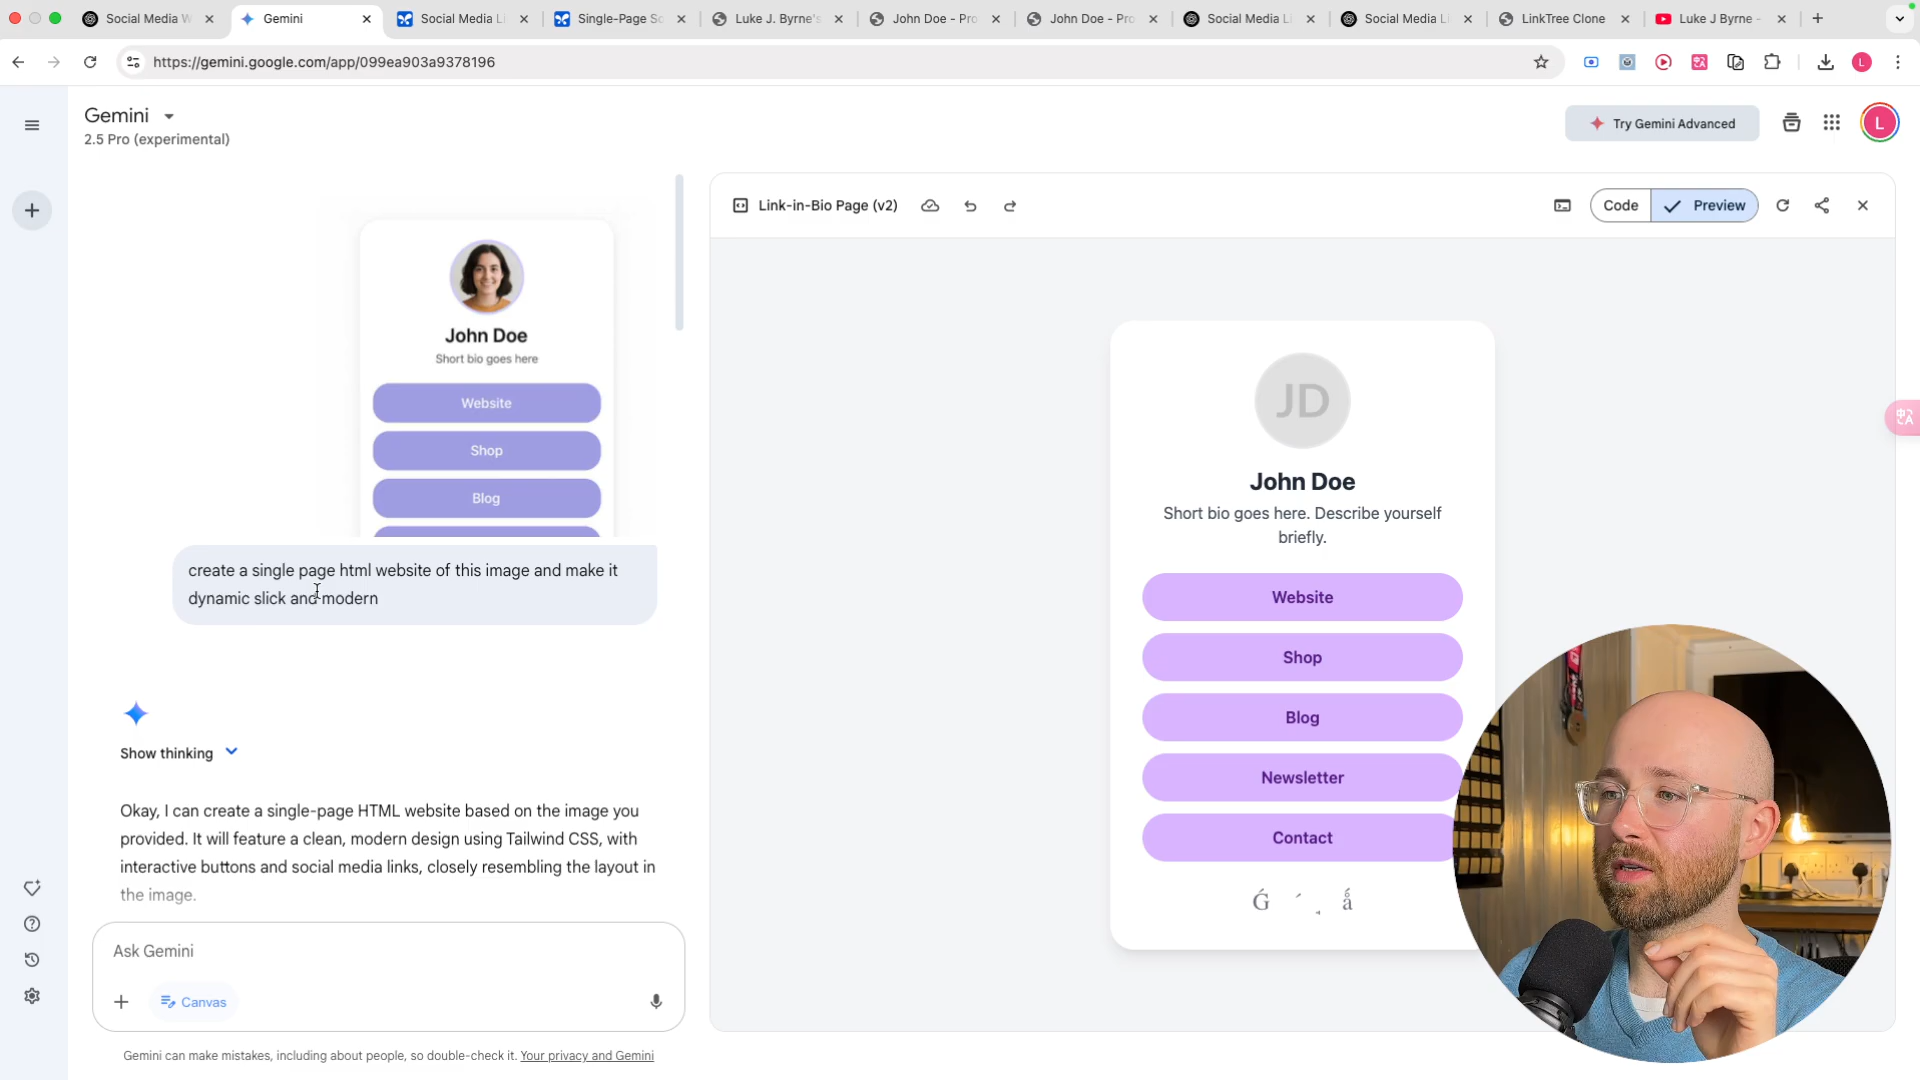 Social Media W
Gemini
Social Media Li
Single-Page So
Luke J. Byrne's
John Doe - Pro
John Doe - Pro
Social Media Li
Social Media Li
LinkTree Clone
Luke J Byrne -
https://gemini.google.com/app/099ea903a9378196
Gemini
2.5 Pro (experimental)
Try Gemini Advanced
L
John Doe
Short bio goes here
Website
Shop
Blog
create a single page html website of this image and make it
dynamic slick and modern
Show thinking
Okay, I can create a single-page HTML website based on the image you
provided. It will feature a clean, modern design using Tailwind CSS, with
interactive buttons and social media links, closely resembling the layout in
the image.
Ask Gemini
Canvas
Gemini can make mistakes, including about people, so double-check it. Your privacy and Gemini
Link-in-Bio Page (v2)
Code
Preview
JD
John Doe
Short bio goes here. Describe yourself
briefly.
Website
Shop
Blog
Newsletter
Contact